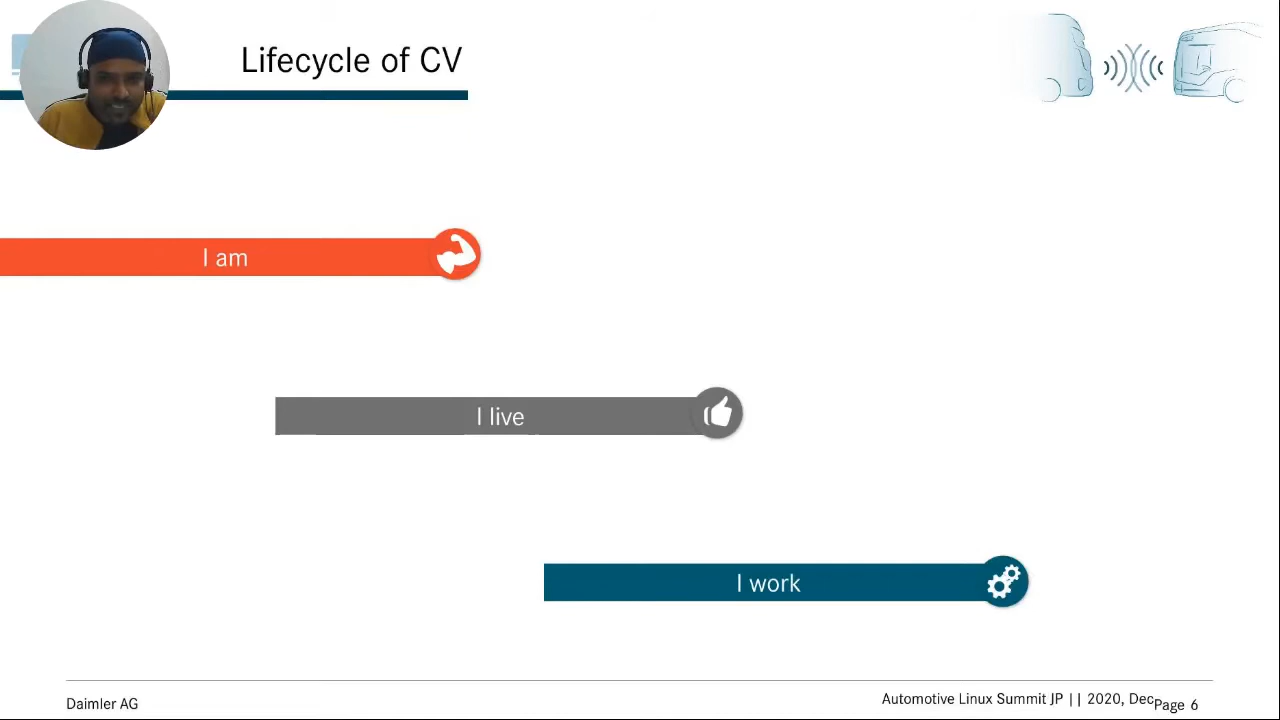 Lifecycle of CV
I am
I live
I work
Daimler AG
Automotive Linux Summit JP || 2020, Dec
Page 6